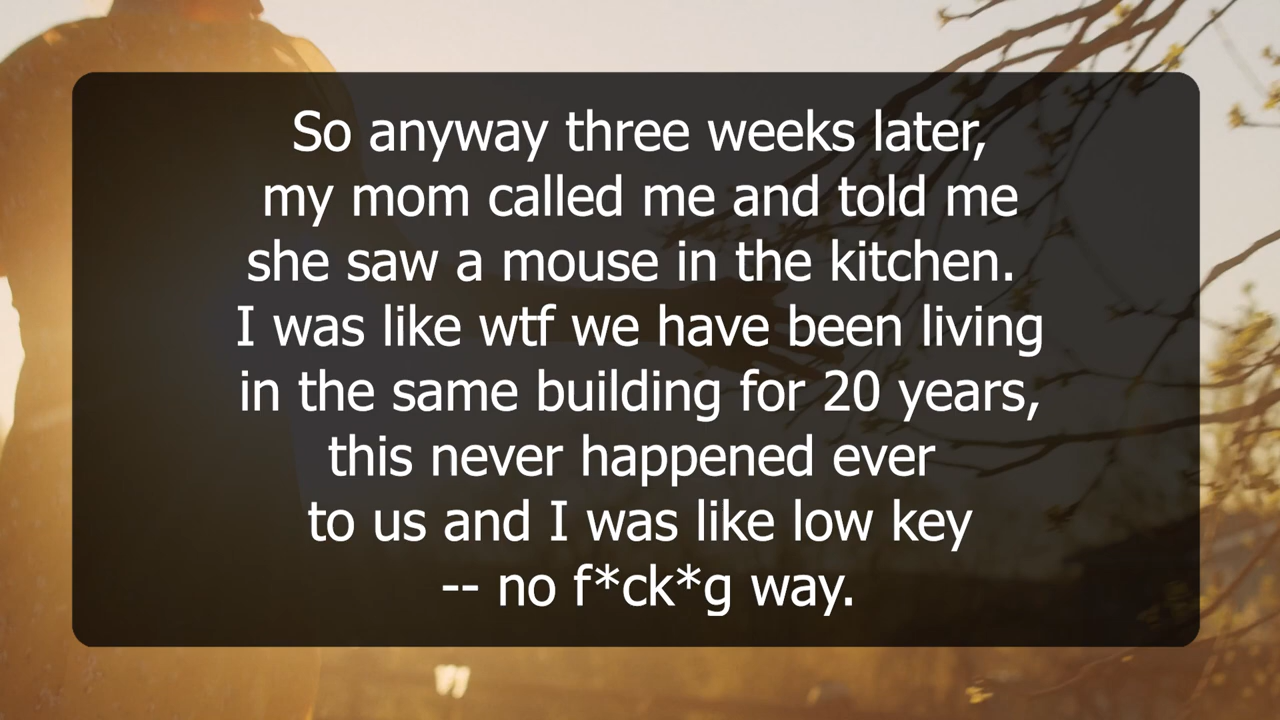 So anyway three weeks later,
my mom called me and told me
she saw a mouse in the kitchen.
I was like wtf we have been living
in the same building for 20 years,
this never happened ever
to us and I was like low key
-- no f*ck*g way.